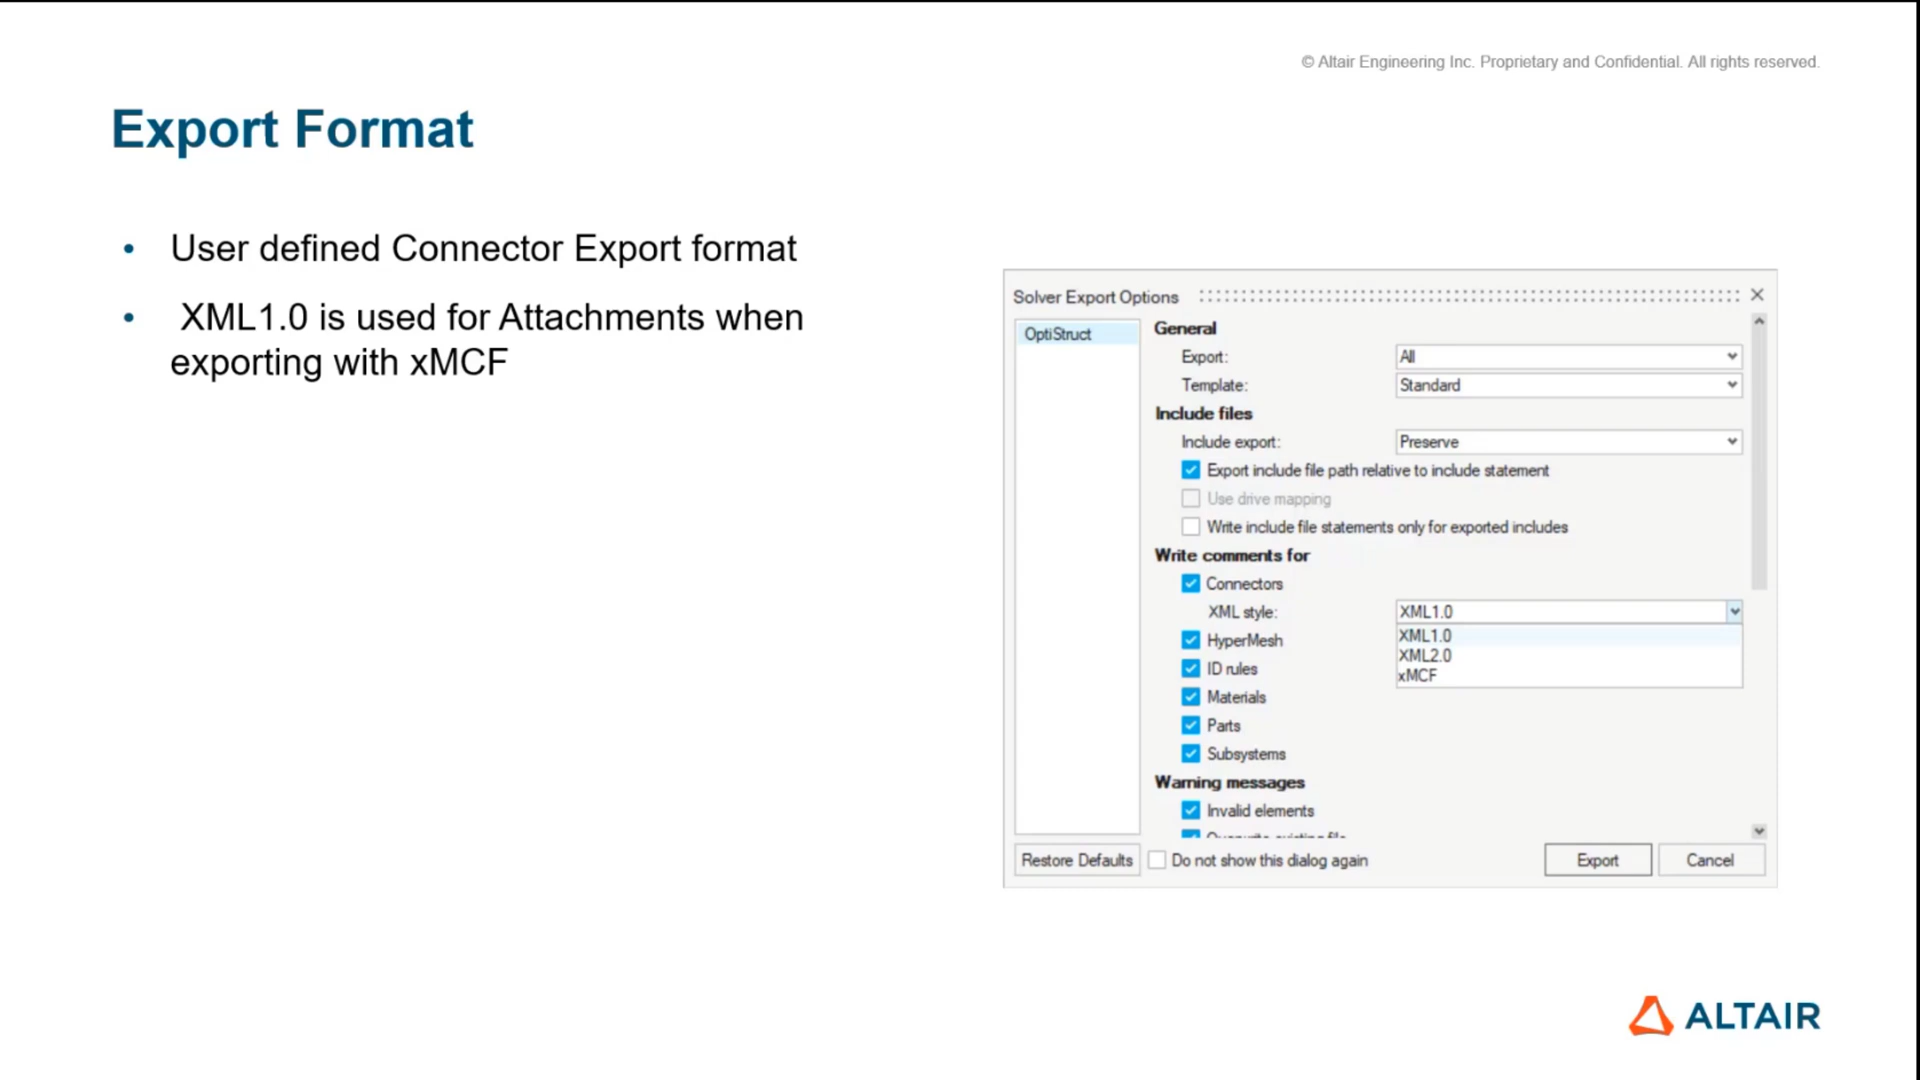 © Altair Engineering Inc. Proprietary and Confidential. All rights reserved.
Export Format
• User defined Connector Export format
• XML1.0 is used for Attachments when
exporting with xMCF
Solver Export Options
OptiStruct
General
Export: All
Template: Standard
Include files
Include export: Preserve
Export include file path relative to include statement
Use drive mapping
Write include file statements only for exported includes
Write comments for
Connectors
XML style: XML1.0
XML1.0
XML2.0
xMCF
HyperMesh
ID rules
Materials
Parts
Subsystems
Warning messages
Invalid elements
Overwrite existing file
Restore Defaults Do not show this dialog again Export Cancel
ALTAIR